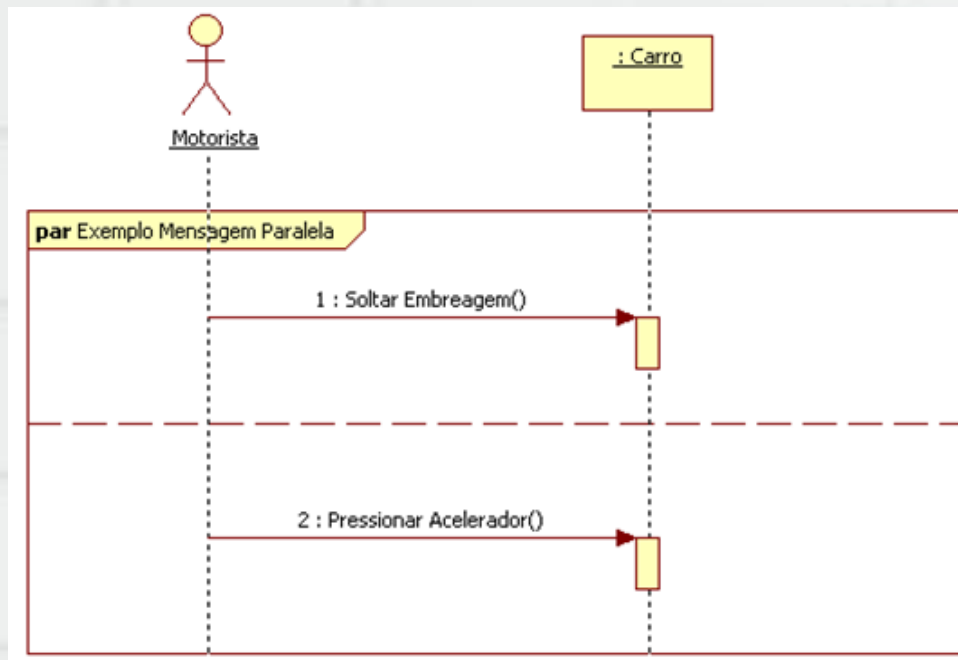 : Carro
Motorista
par Exemplo Mensagem Paralela
1 : Soltar Embreagem()
2 : Pressionar Acelerador()